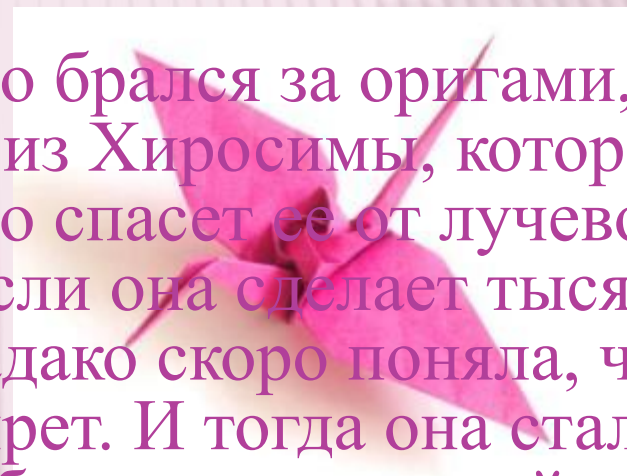 о брался за оригами,
из Хиросимы, котор
о спасет ее от лучево
сли она сделает тыся
дако скоро поняла, ч
рет. И тогда она стал